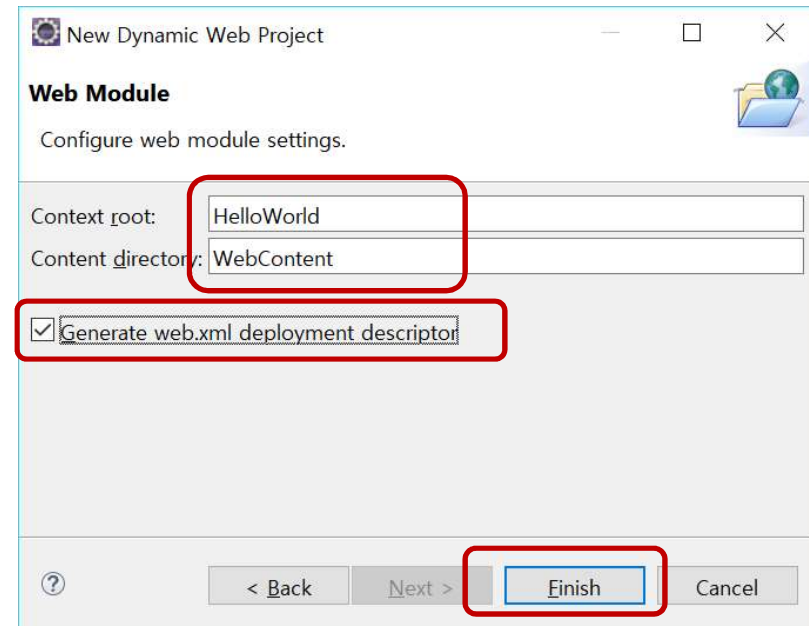 New Dynamic Web Project
Web Module
Configure web module settings.
Context root: HelloWorld
Content directory: WebContent
Generate web.xml deployment descriptor
? < Back Next > Finish Cancel